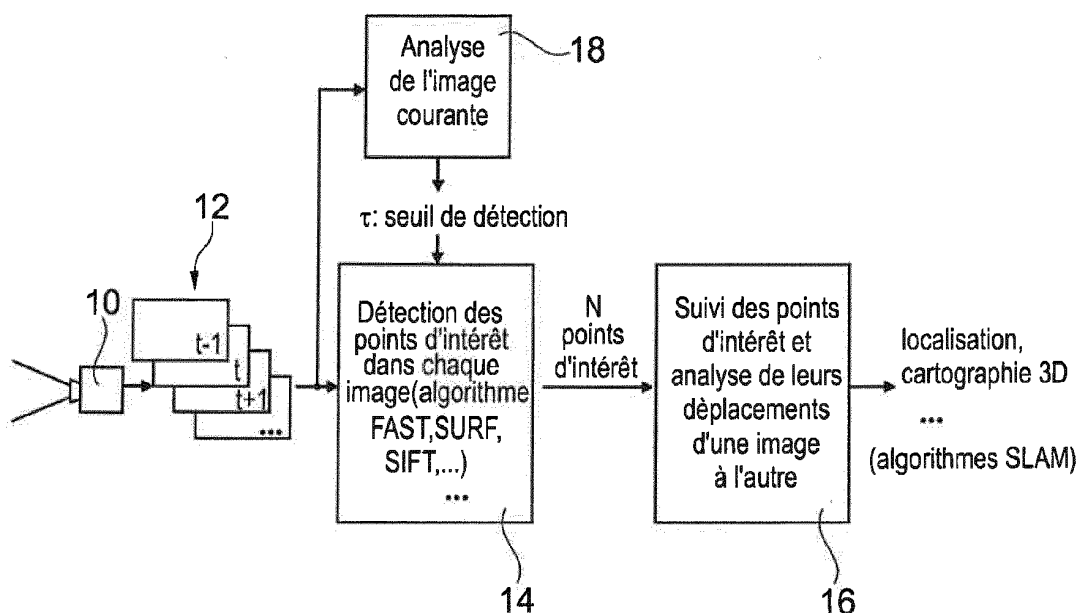 Analyse
de l'image
courante
18
τ: seuil de détection
12
10
t-1
t
t+1
...
Détection des
points d'intérêt
dans chaque
image(algorithme
FAST,SURF,
SIFT,...)
...
14
N
points
d'intérêt
Suivi des points
d'intérêt et
analyse de leurs
dèplacements
d'une image
à l'autre
16
localisation,
cartographie 3D
...
(algorithmes SLAM)